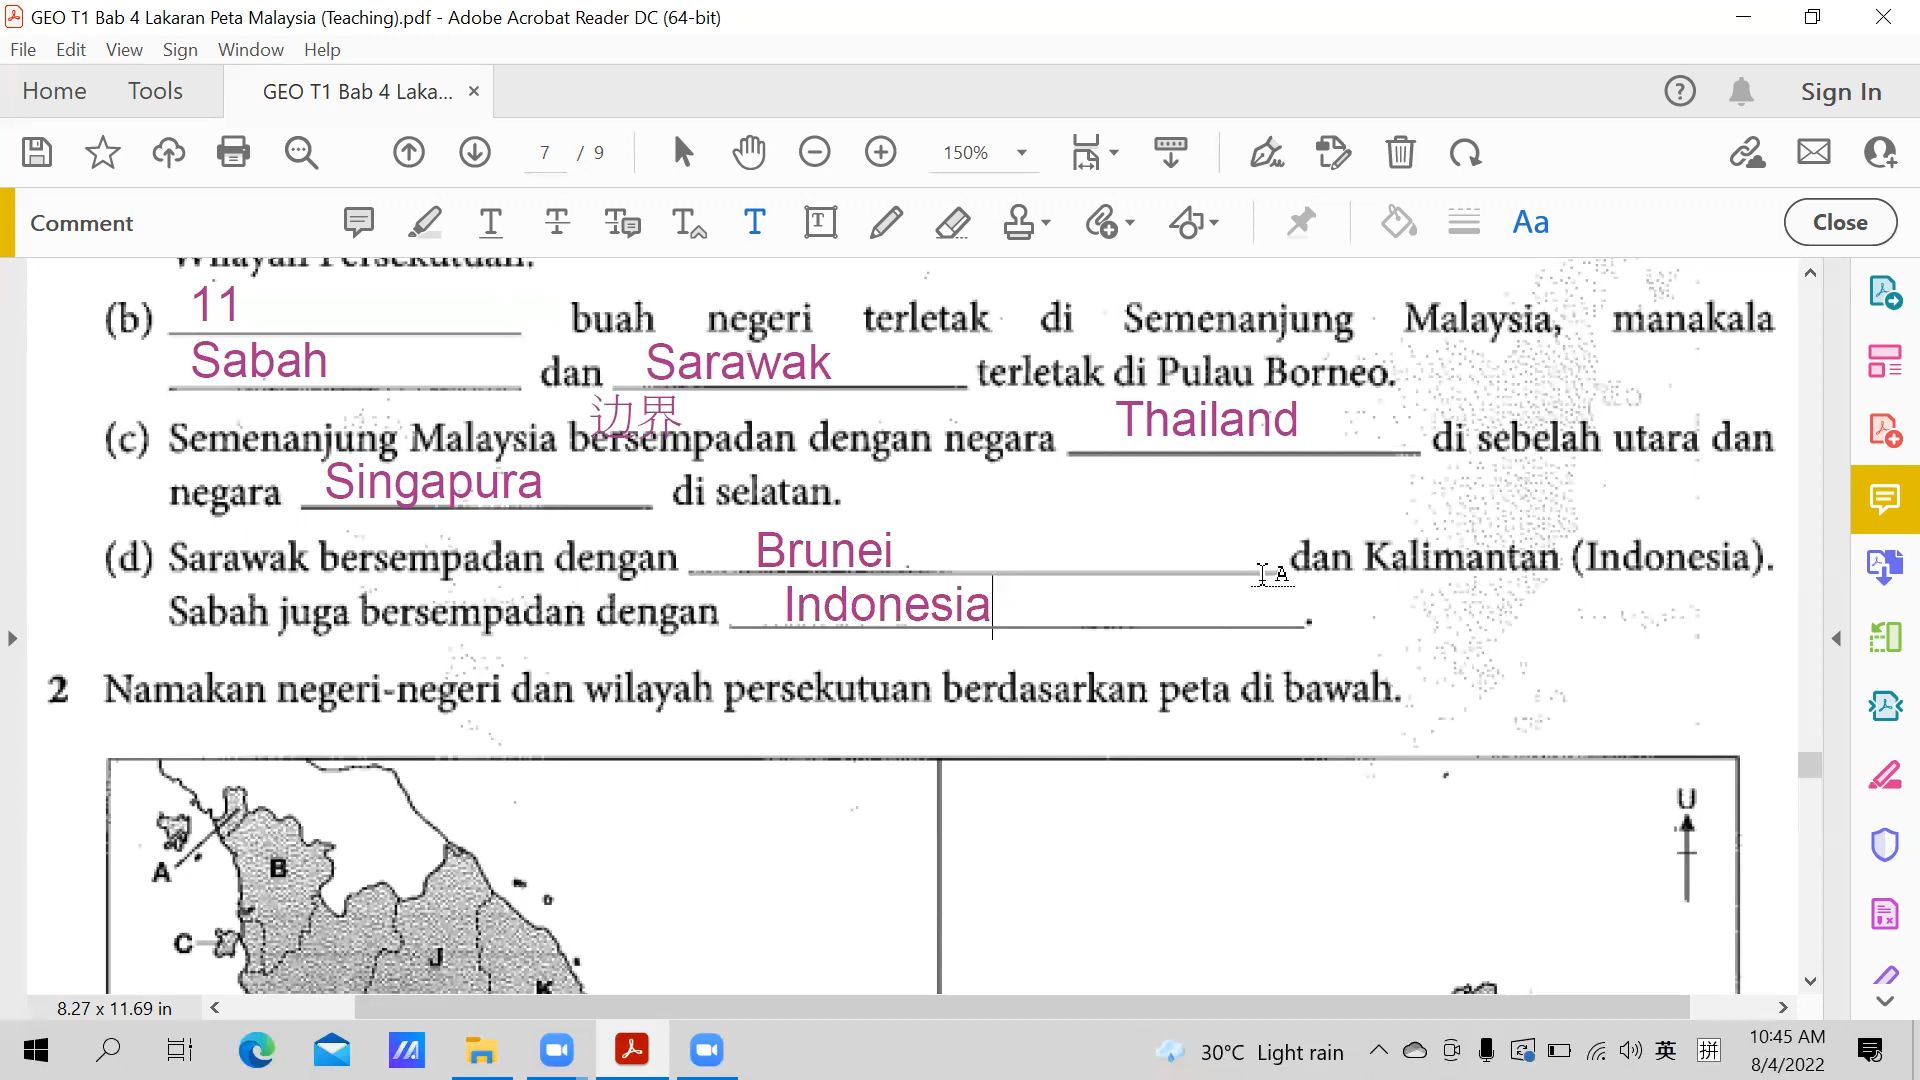 GEO T1 Bab 4 Lakaran Peta Malaysia (Teaching).pdf - Adobe Acrobat Reader DC (64-bit)
File Edit View Sign Window Help
Home Tools GEO T1 Bab 4 Laka... × Sign In
7 / 9 150%
Comment Aa Close
Wilayah Persekutuan.
(b) 11 buah negeri terletak di Semenanjung Malaysia, manakala
Sabah dan Sarawak terletak di Pulau Borneo.
边界
(c) Semenanjung Malaysia bersempadan dengan negara Thailand di sebelah utara dan
negara Singapura di selatan.
(d) Sarawak bersempadan dengan Brunei dan Kalimantan (Indonesia).
Sabah juga bersempadan dengan Indonesia.
2 Namakan negeri-negeri dan wilayah persekutuan berdasarkan peta di bawah.
U
A
B
C
J
K
8.27 x 11.69 in
30°C Light rain 英 拼 10:45 AM
8/4/2022